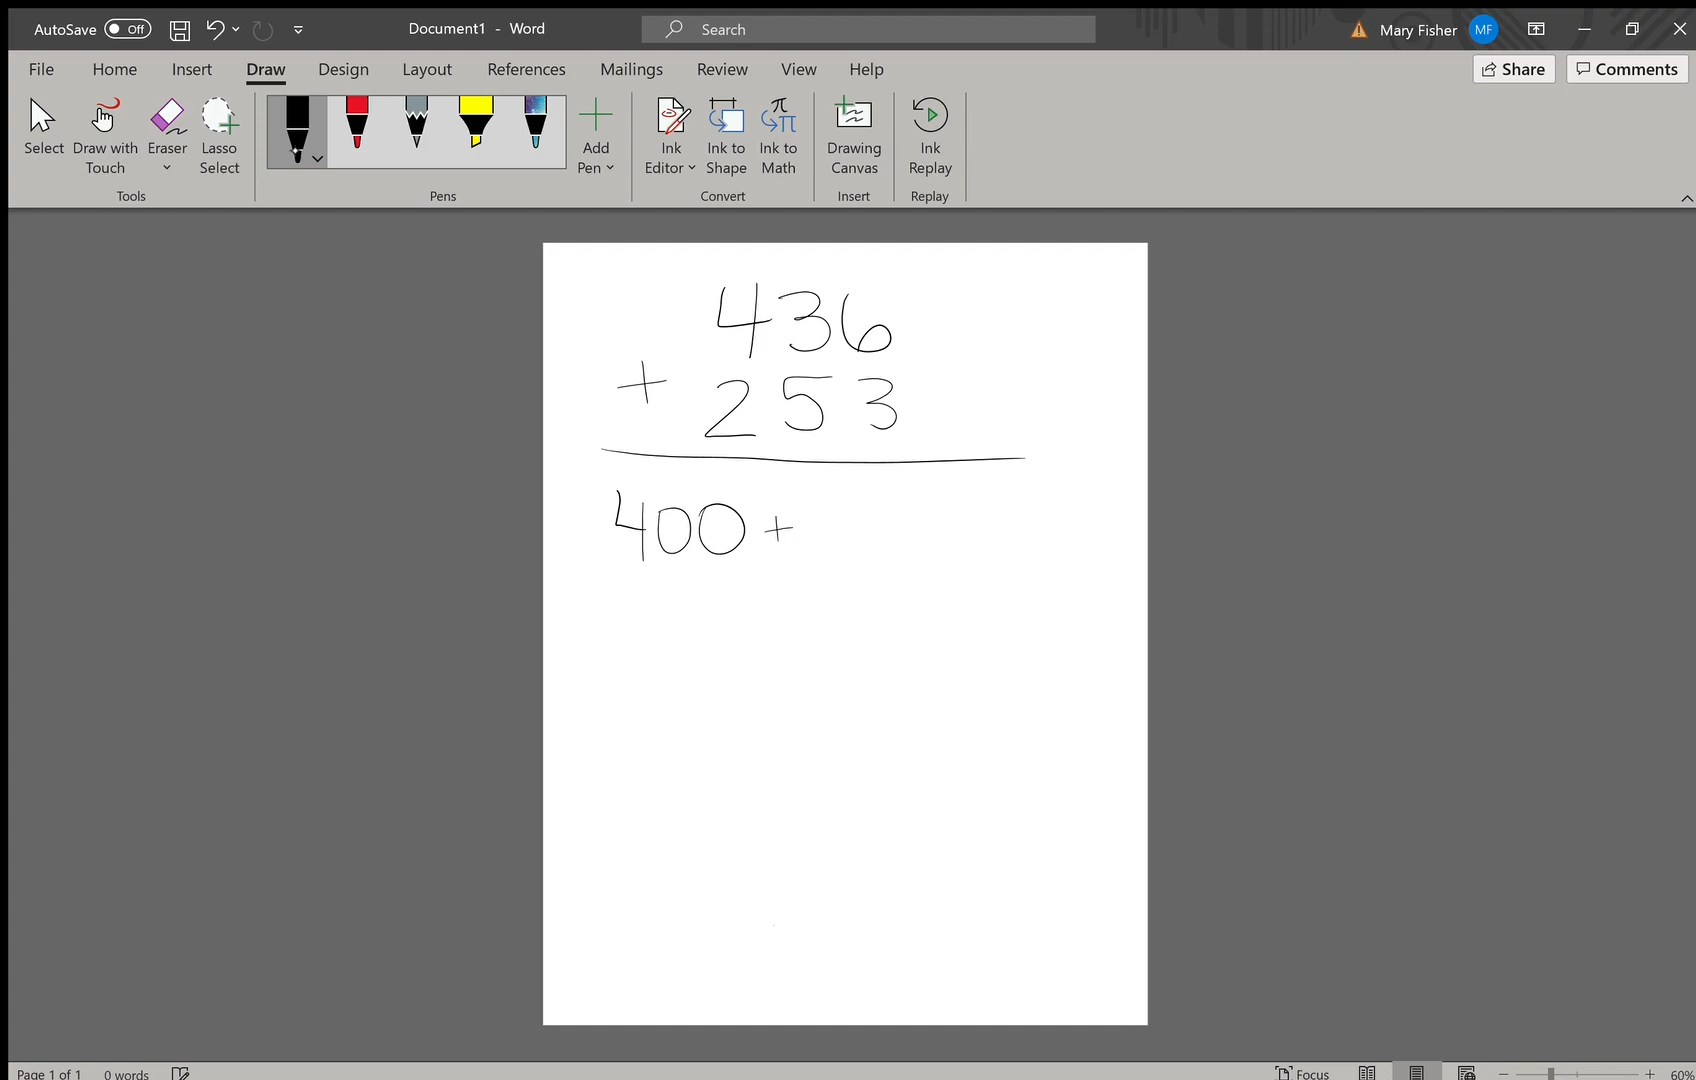 AutoSave Off Document1 - Word Search Mary Fisher MF
File Home Insert Draw Design Layout References Mailings Review View Help Share Comments
Select Draw with Touch Eraser Lasso Select Add Pen Ink Editor Ink to Shape Ink to Math Drawing Canvas Ink Replay
Tools Pens Convert Insert Replay
436
+ 253
400 +
Page 1 of 1 0 words Focus 60%